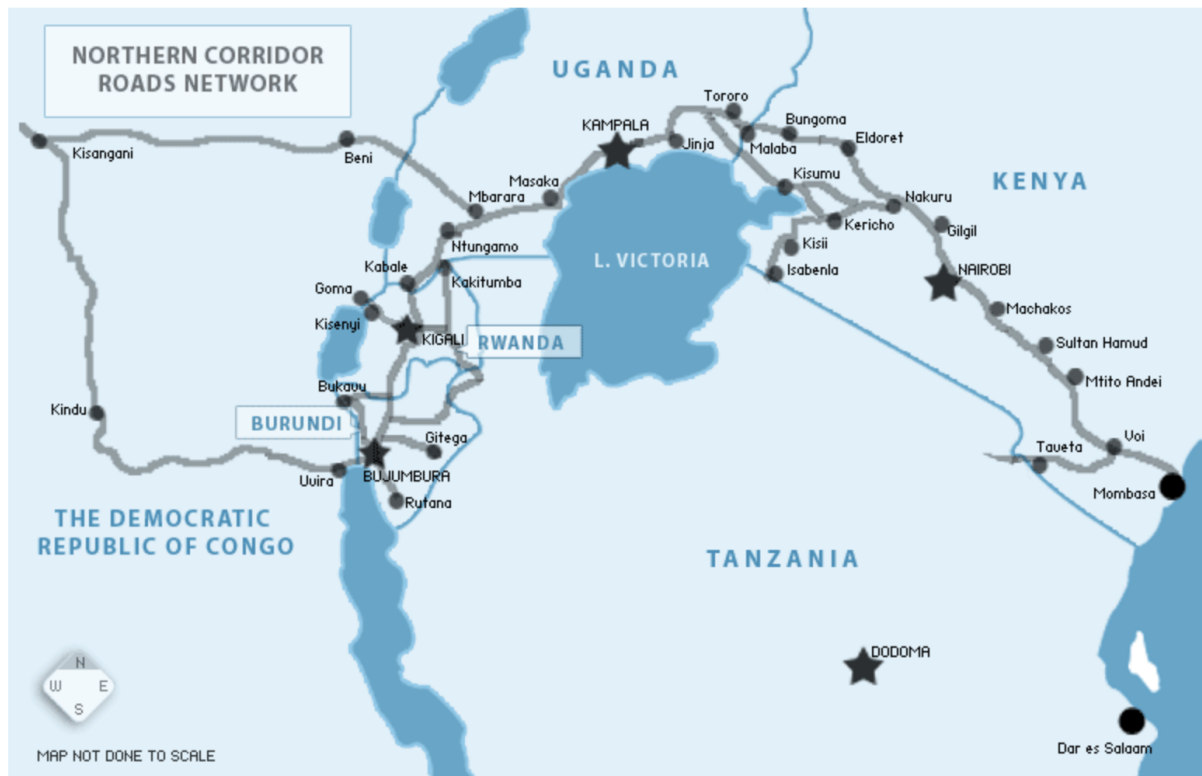 NORTHERN CORRIDOR
ROADS NETWORK
UGANDA
Tororo
KAMPALA
Bungoma
Jinja
Malaba
Eldoret
Kisangani
Beni
Masaka
Kisumu
KENYA
Mbarara
Nakuru
Kericho
Gilgil
Ntungamo
Kisii
L. VICTORIA
Kabale
Isabenla
NAIROBI
Goma
Kakitumba
Kisenyi
Machakos
KIGALI
RWANDA
Sultan Hamud
Bukavu
Mtito Andei
Kindu
BURUNDI
Gitega
Voi
Taveta
Uvira
BUJUMBURA
Mombasa
Rutana
THE DEMOCRATIC
REPUBLIC OF CONGO
TANZANIA
DODOMA
N
W E
S
Dar es Salaam
MAP NOT DONE TO SCALE